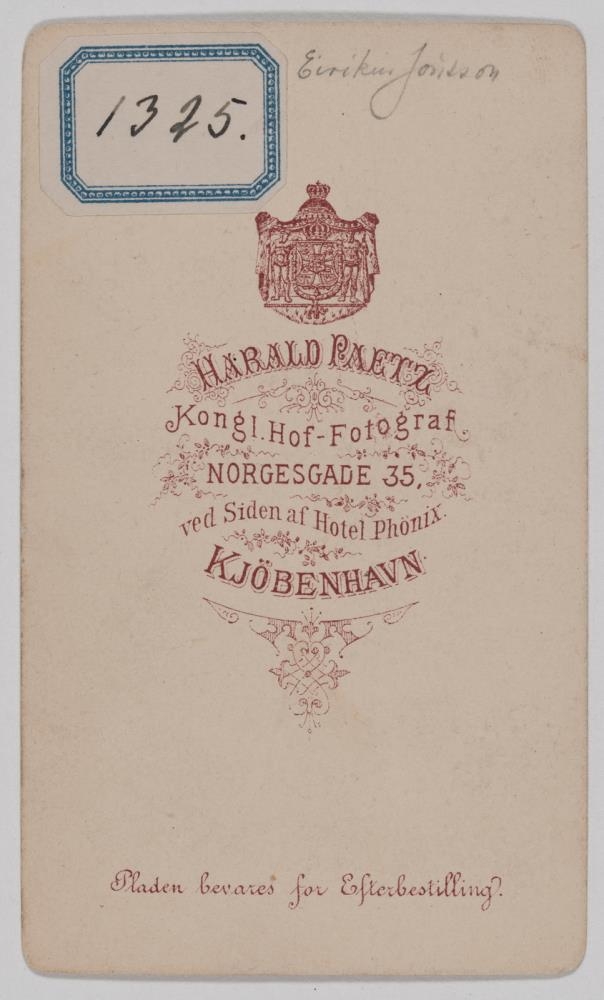 1325.
Eirikur Jónsson
HARALD PAETZ
Kongl. Hof-Fotograf.
NORGESGADE 35,
ved Siden af Hotel Phönix.
KJÖBENHAVN.
Pladen bevares for Efterbestilling.